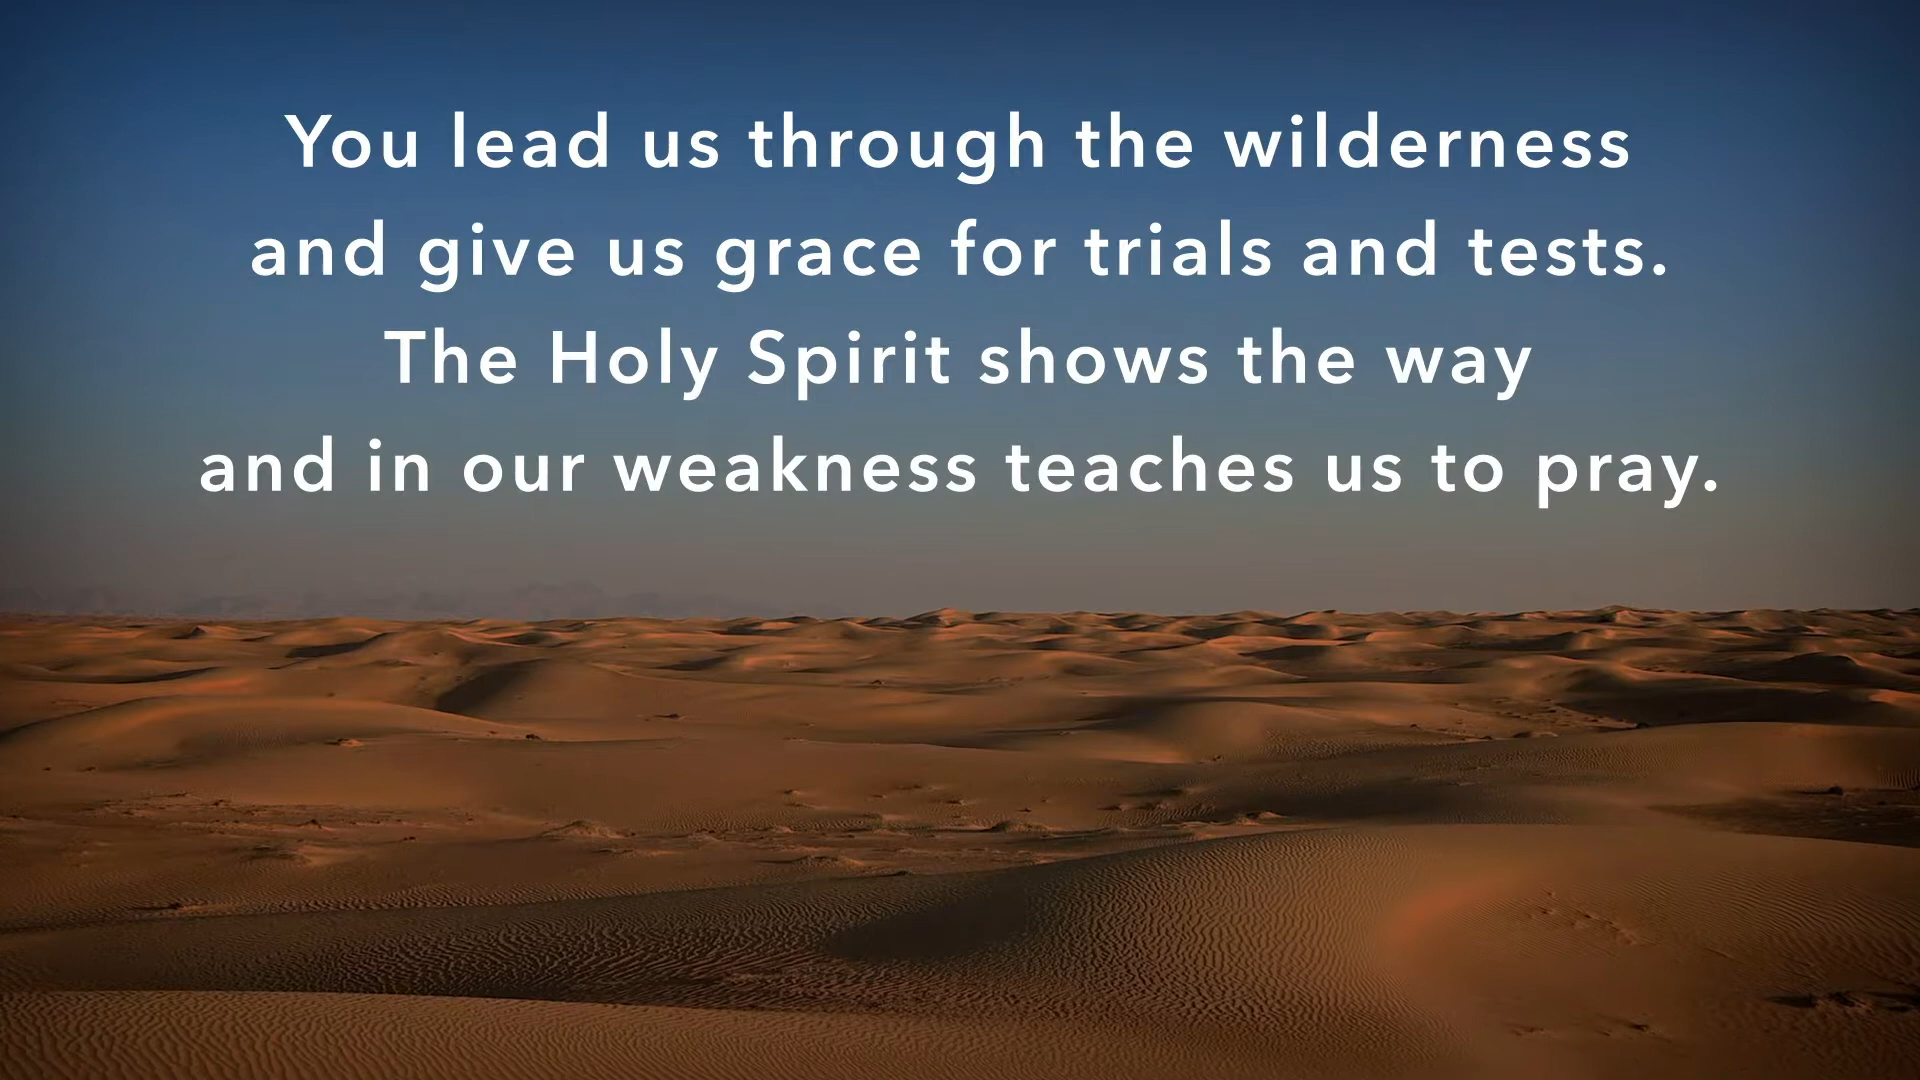 You lead us through the wilderness
and give us grace for trials and tests.
The Holy Spirit shows the way
and in our weakness teaches us to pray.